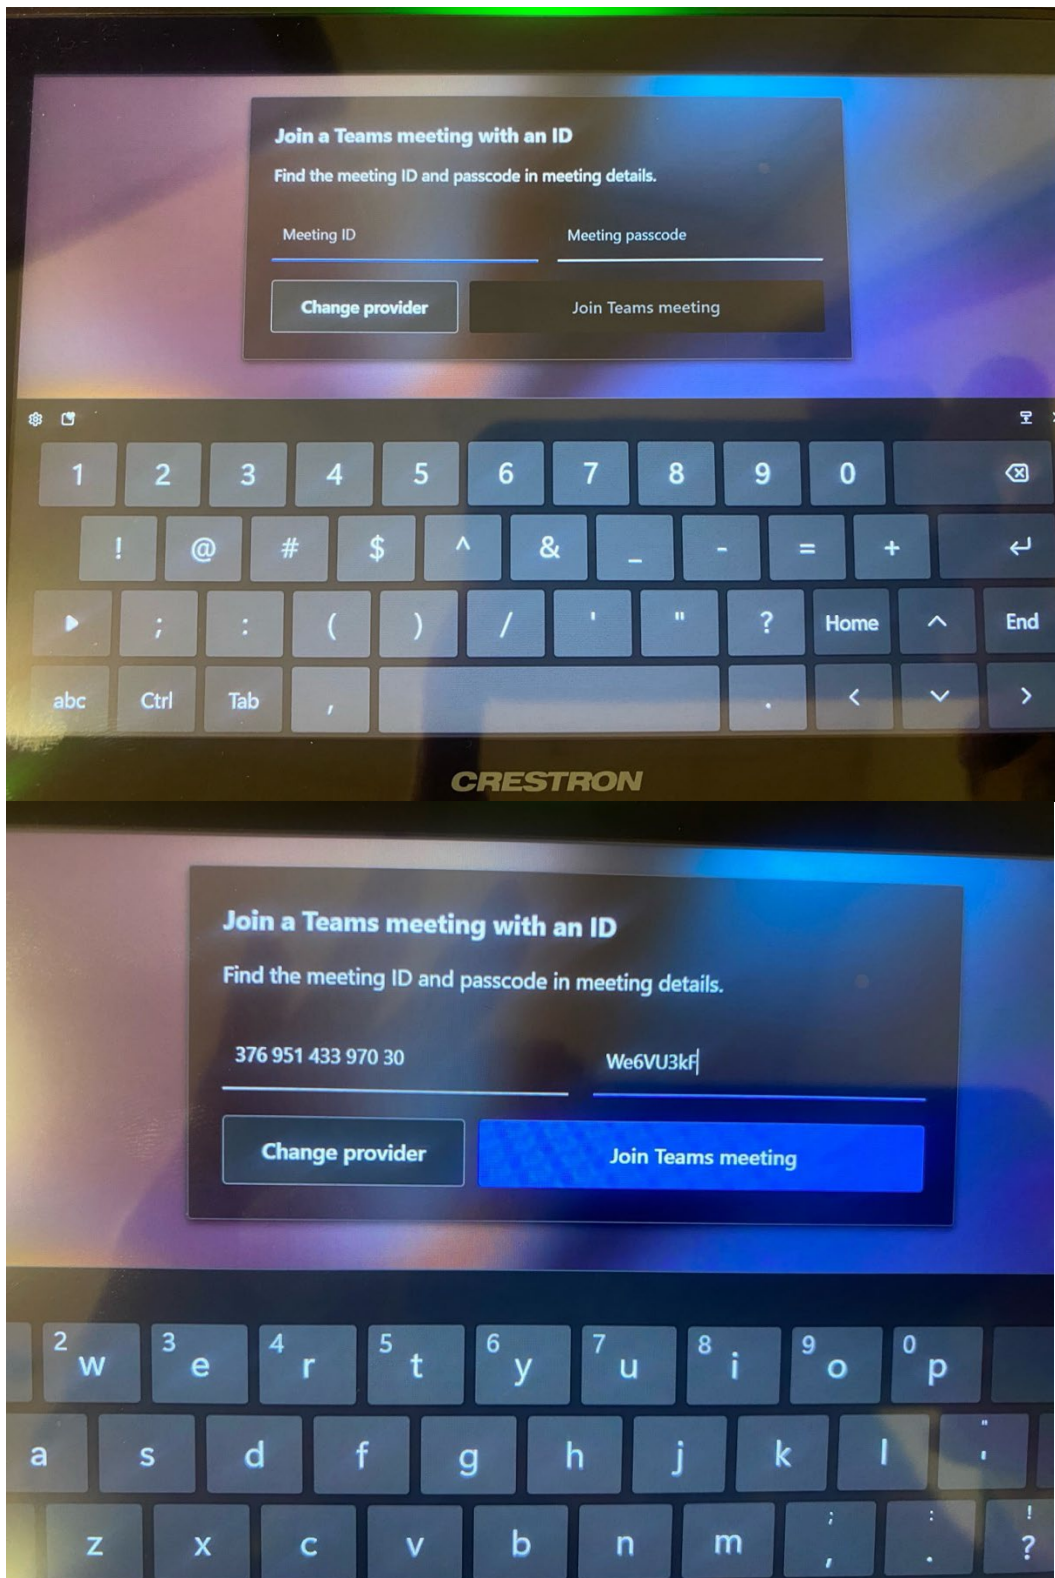 Join a Teams meeting with an ID
Find the meeting ID and passcode in meeting details.
Meeting ID Meeting passcode
Change provider Join Teams meeting
1 2 3 4 5 6 7 8 9 0
! @ # $ ^ & _ - = +
; : ( ) / ' " ? Home End
abc Ctrl Tab , .
CRESTRON
Join a Teams meeting with an ID
Find the meeting ID and passcode in meeting details.
376 951 433 970 30 We6VU3kF
Change provider Join Teams meeting
2 w 3 e 4 r 5 t 6 y 7 u 8 i 9 o 0 p
a s d f g h j k l " '
z x c v b n m ; , : . ! ?